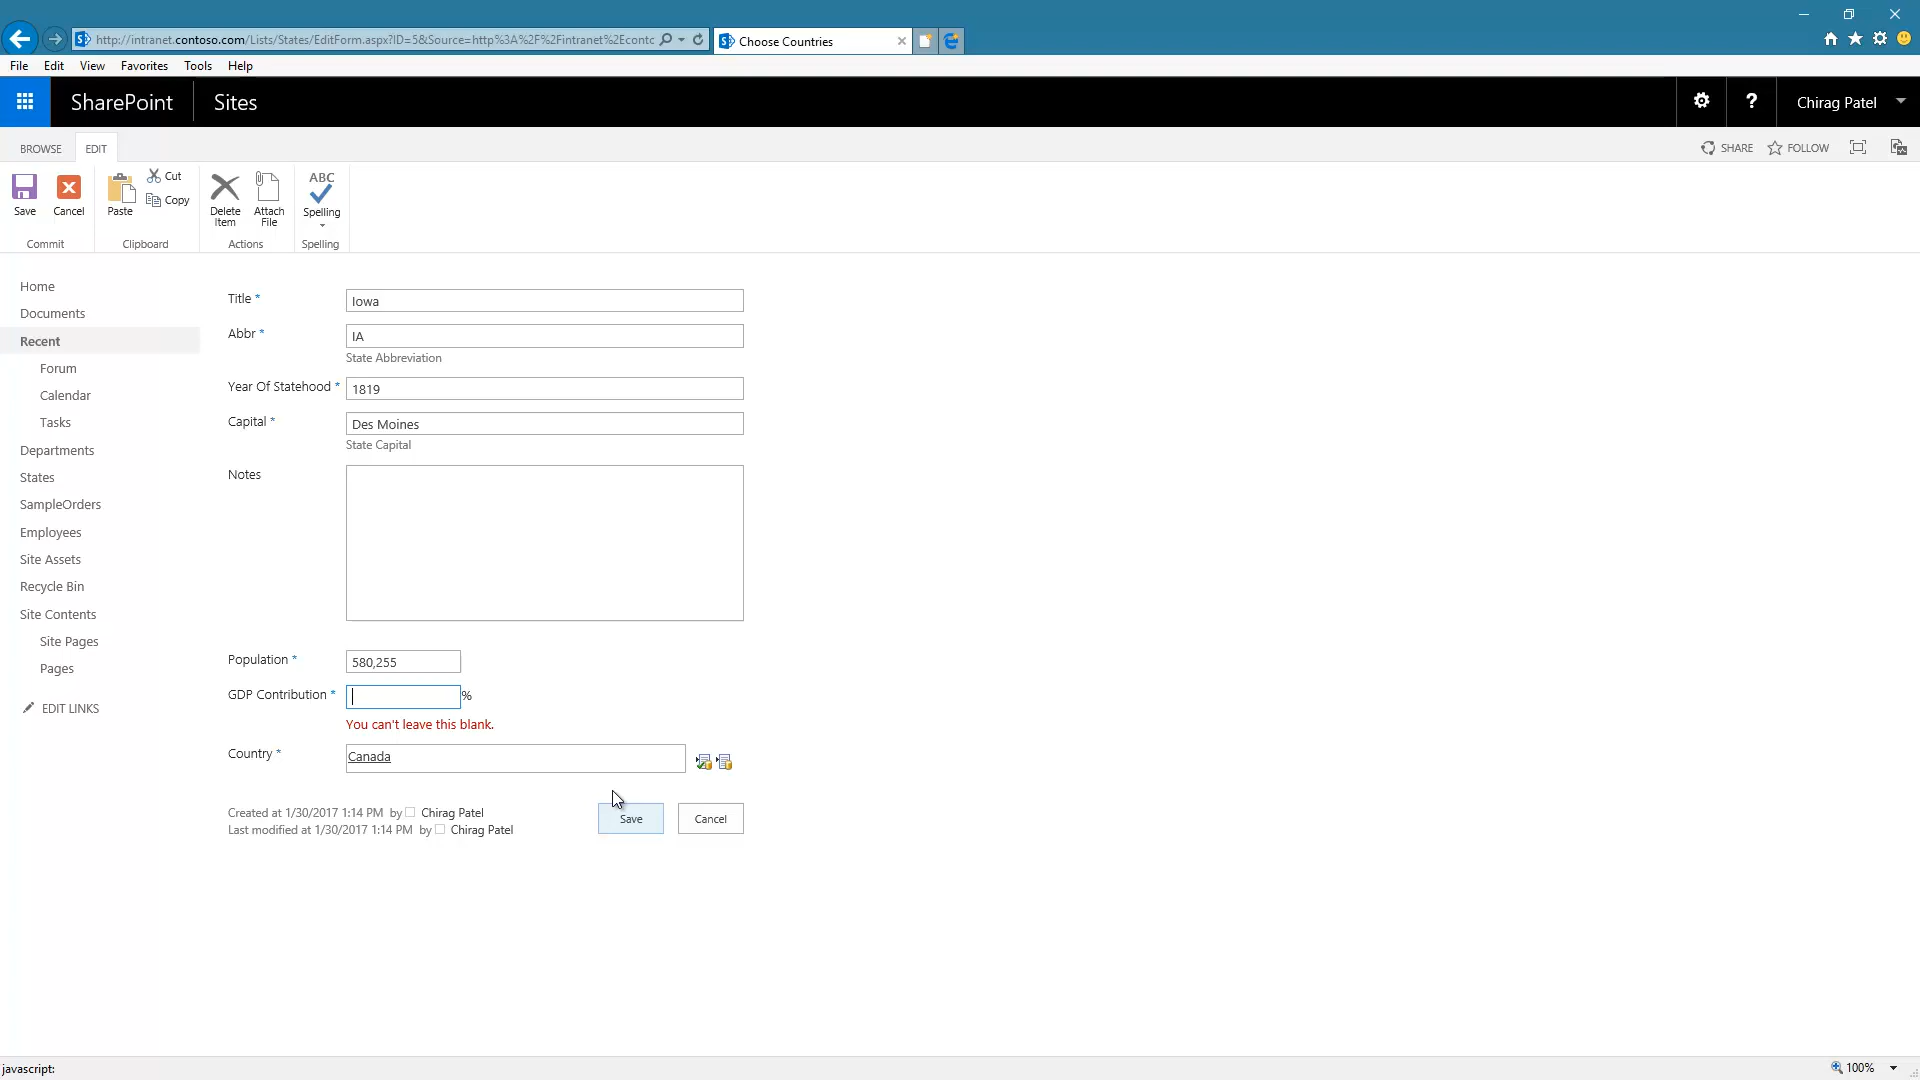 http://intranet.contoso.com/Lists/States/EditForm.aspx?ID=5&Source=http%3A%2F%2Fintranet%2Econtc
Choose Countries
File Edit View Favorites Tools Help
SharePoint Sites
? Chirag Patel
BROWSE EDIT
SHARE FOLLOW
Save
Cancel
Commit
Paste
Cut
Copy
Clipboard
Delete Item
Attach File
Actions
ABC
Spelling
Spelling
Home
Documents
Recent
Forum
Calendar
Tasks
Departments
States
SampleOrders
Employees
Site Assets
Recycle Bin
Site Contents
Site Pages
Pages
EDIT LINKS
Title * Iowa
Abbr * IA
State Abbreviation
Year Of Statehood * 1819
Capital * Des Moines
State Capital
Notes
Population * 580,255
GDP Contribution * %
You can't leave this blank.
Country * Canada
Created at 1/30/2017 1:14 PM by Chirag Patel
Last modified at 1/30/2017 1:14 PM by Chirag Patel
Save Cancel
javascript:
100%